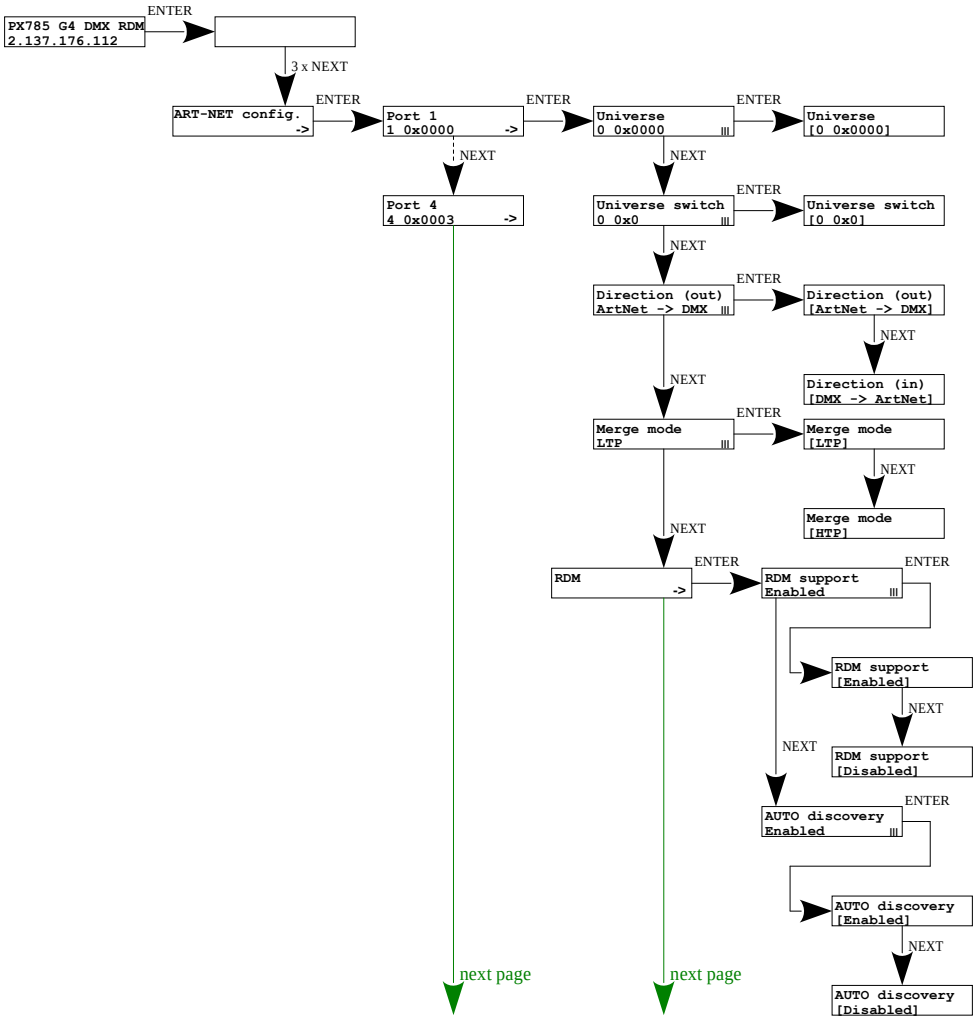 ENTER
PX785 G4 DMX RDM
2.137.176.112
3 x NEXT
ART-NET config.
->
ENTER
Port 1
1 0x0000 ->
ENTER
Universe
0 0x0000
ENTER
Universe
[0 0x0000]
NEXT
NEXT
Port 4
4 0x0003 ->
Universe switch
0 0x0
ENTER
Universe switch
[0 0x0]
NEXT
Direction (out)
ArtNet -> DMX
ENTER
Direction (out)
[ArtNet -> DMX]
NEXT
Direction (in)
[DMX -> ArtNet]
NEXT
Merge mode
LTP
ENTER
Merge mode
[LTP]
NEXT
Merge mode
[HTP]
NEXT
RDM
->
ENTER
RDM support
Enabled
ENTER
RDM support
[Enabled]
NEXT
RDM support
[Disabled]
NEXT
AUTO discovery
Enabled
ENTER
AUTO discovery
[Enabled]
NEXT
AUTO discovery
[Disabled]
next page
next page